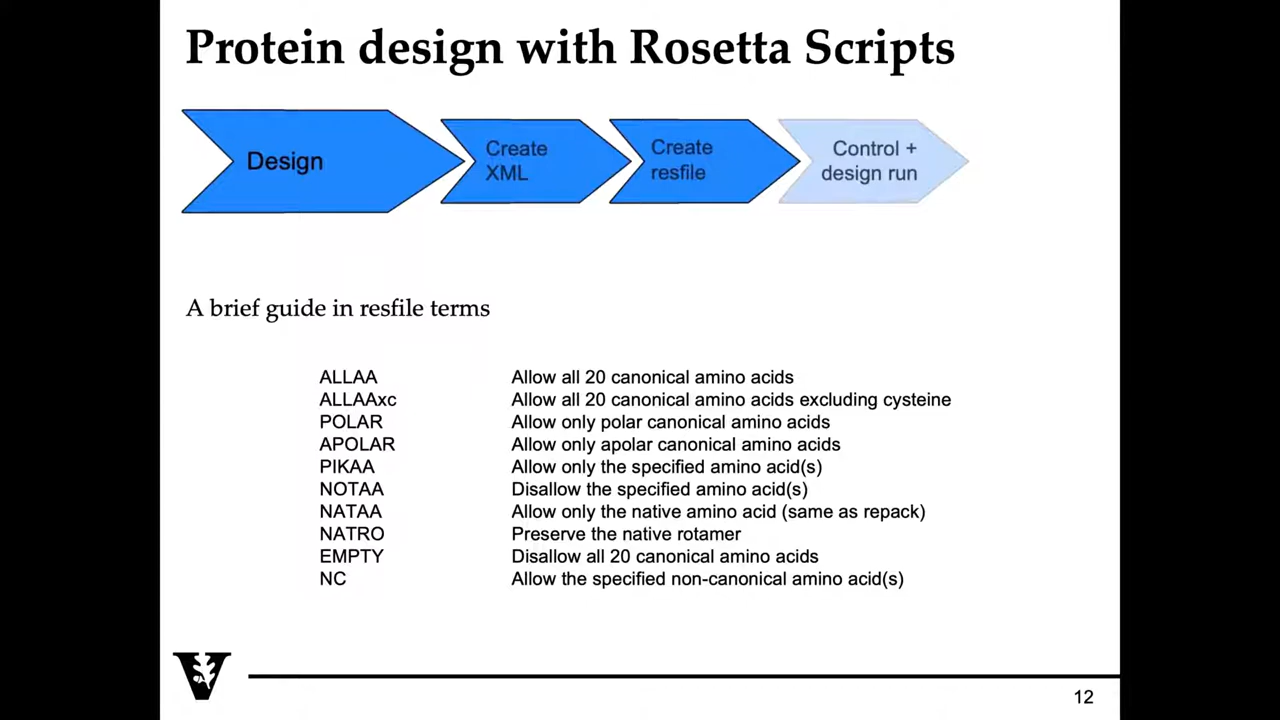 Protein design with Rosetta Scripts
Design
Create
XML
Create
resfile
Control +
design run
A brief guide in resfile terms
ALLAA Allow all 20 canonical amino acids
ALLAAxc Allow all 20 canonical amino acids excluding cysteine
POLAR Allow only polar canonical amino acids
APOLAR Allow only apolar canonical amino acids
PIKAA Allow only the specified amino acid(s)
NOTAA Disallow the specified amino acid(s)
NATAA Allow only the native amino acid (same as repack)
NATRO Preserve the native rotamer
EMPTY Disallow all 20 canonical amino acids
NC Allow the specified non-canonical amino acid(s)
V
12